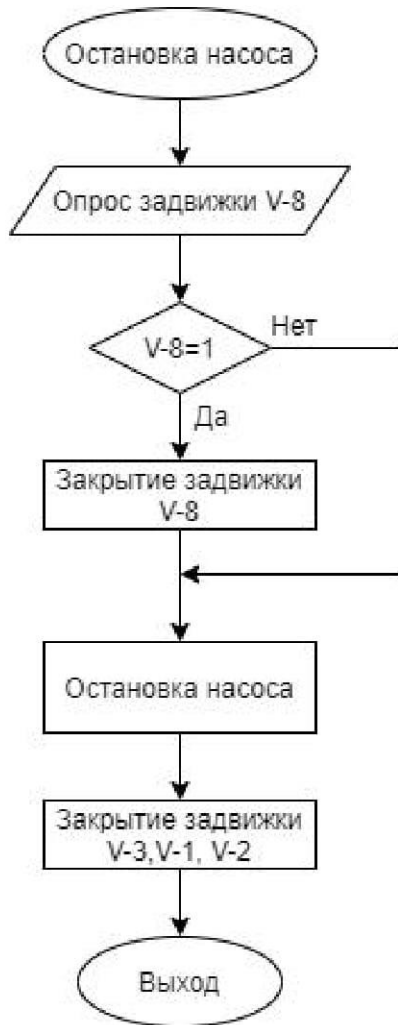 Остановка насоса
Опрос задвижки V-8
V-8=1
Нет
Да
Закрытие задвижки
V-8
Остановка насоса
Закрытие задвижки
V-3,V-1, V-2
Выход